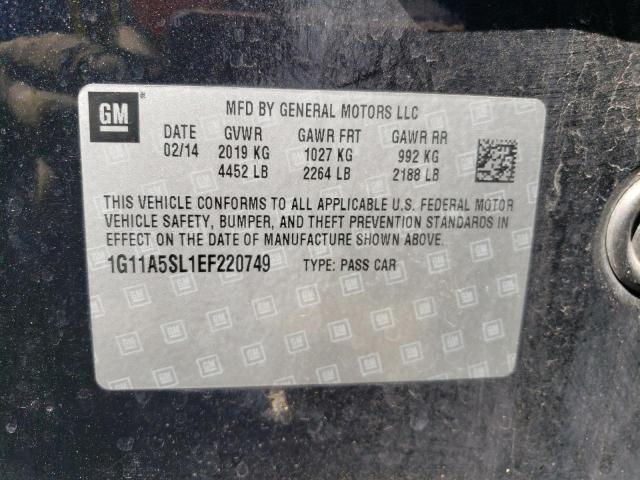 GM
MFD BY GENERAL MOTORS LLC
DATE GVWR GAWR FRT GAWR RR
02/14 2019 KG 1027 KG 992 KG
4452 LB 2264 LB 2188 LB
THIS VEHICLE CONFORMS TO ALL APPLICABLE U.S. FEDERAL MOTOR
VEHICLE SAFETY, BUMPER, AND THEFT PREVENTION STANDARDS IN
EFFECT ON THE DATE OF MANUFACTURE SHOWN ABOVE.
1G11A5SL1EF220749 TYPE: PASS CAR